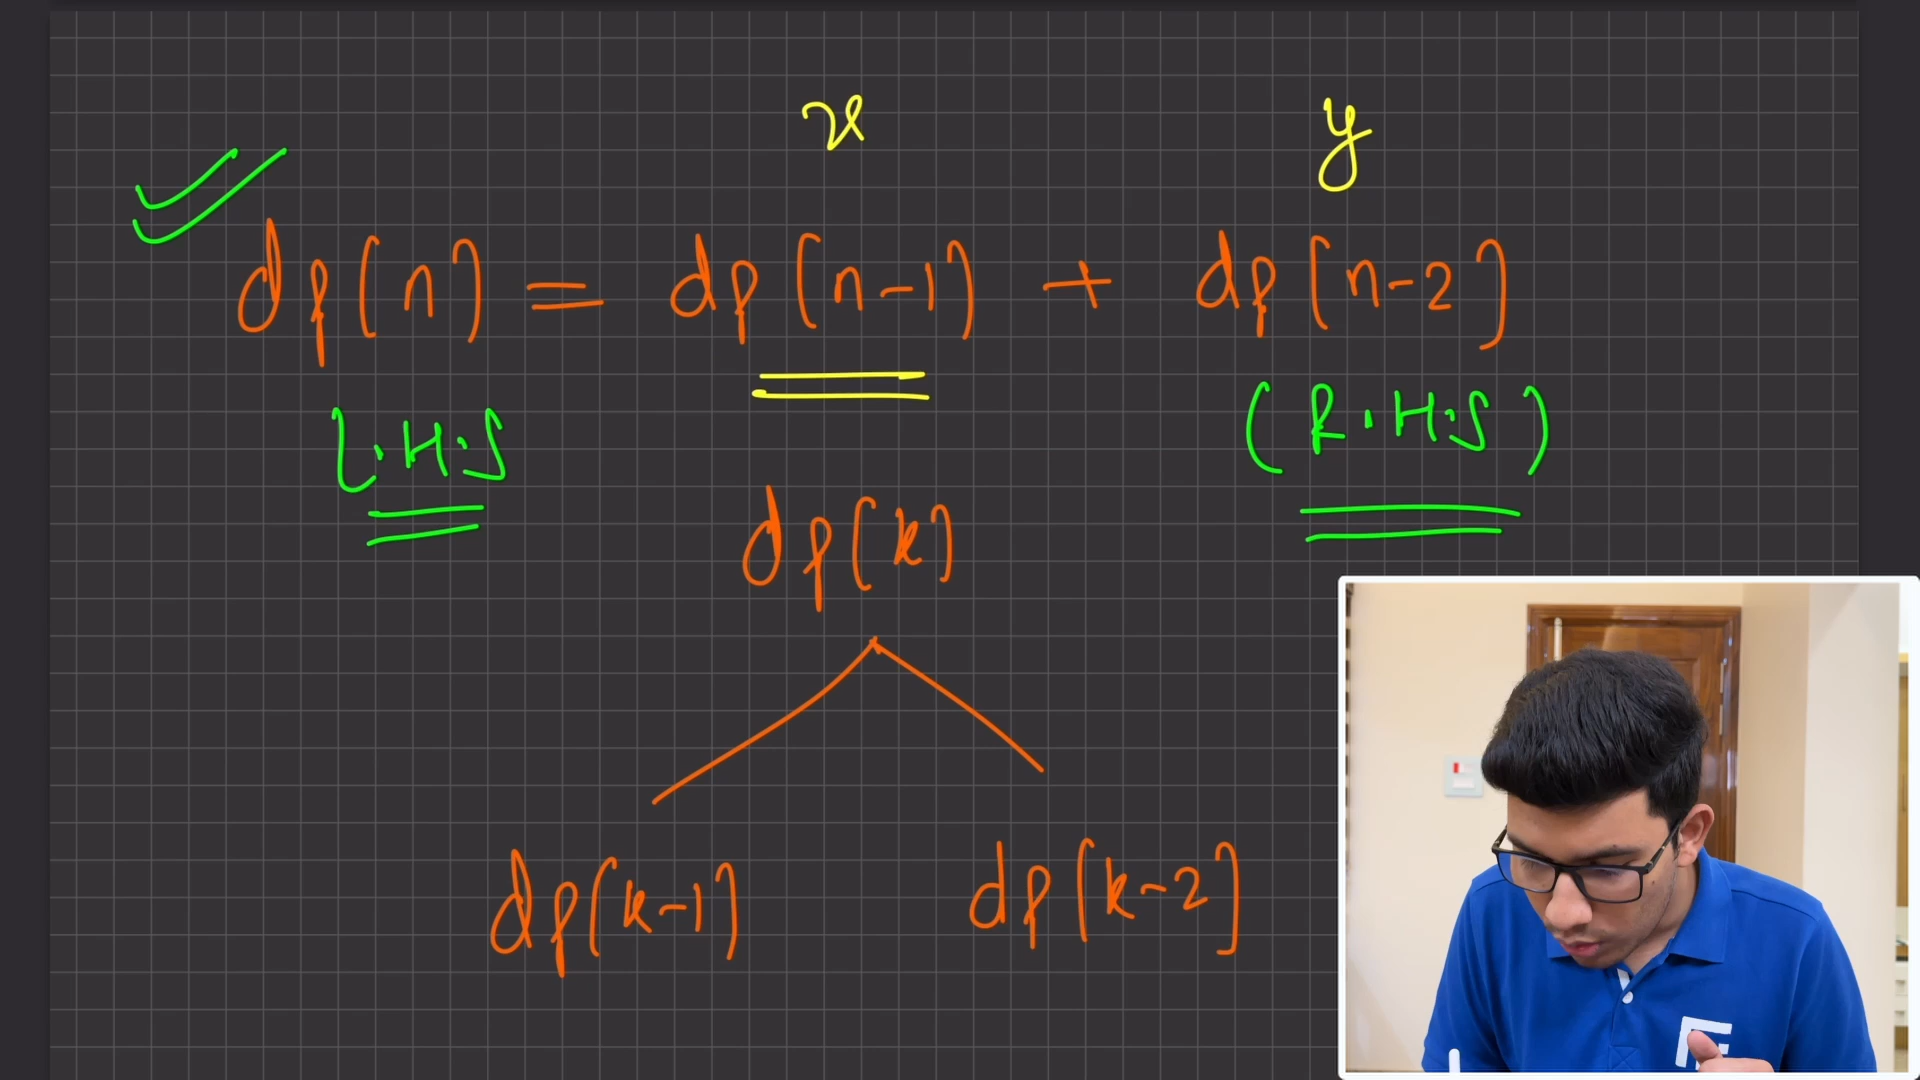 x y
dp(n) = dp(n-1) + dp[n-2]
L.H.S (R.H.S)
dp(k)
dp(k-1) dp[k-2]